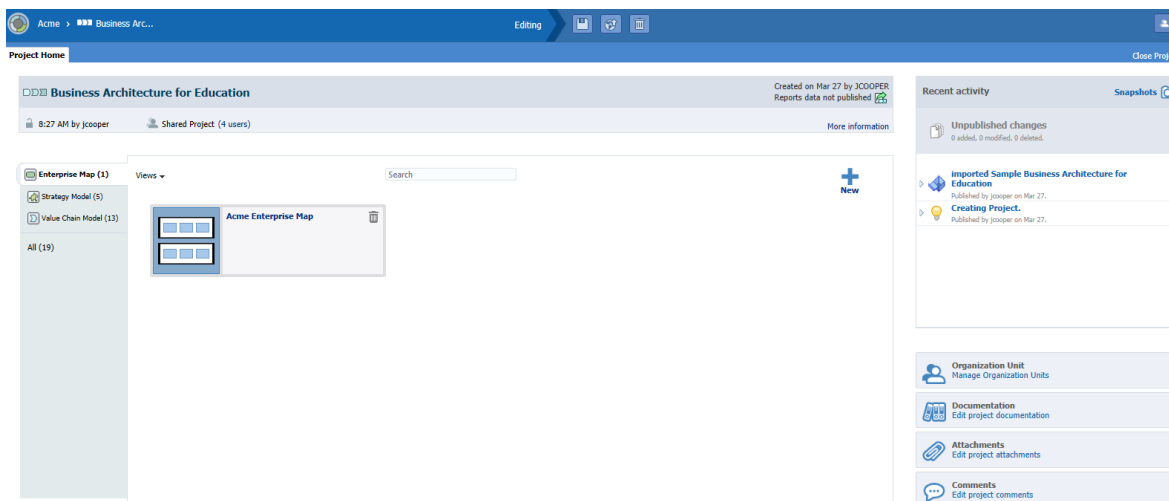 Acme > Business Arc...
Editing
Project Home
Close Proj
Business Architecture for Education
Created on Mar 27 by JCOOPER
Reports data not published
8:27 AM by jcooper
Shared Project (4 users)
More information
Enterprise Map (1)
Strategy Model (5)
Value Chain Model (13)
All (19)
Views
Search
New
Acme Enterprise Map
Recent activity
Snapshots
Unpublished changes
0 added, 0 modified, 0 deleted.
imported Sample Business Architecture for
Education
Published by jcooper on Mar 27.
Creating Project.
Published by jcooper on Mar 27.
Organization Unit
Manage Organization Units
Documentation
Edit project documentation
Attachments
Edit project attachments
Comments
Edit project comments